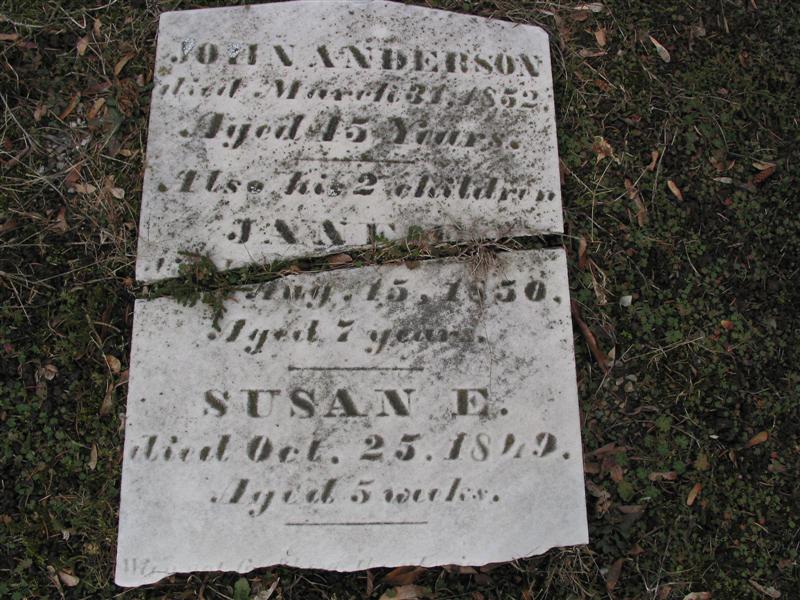 JOHN ANDERSON
died March 31, 1852.
Aged 45 Years.
Also his 2 children
Aug. 15, 1850.
Aged 7 years.
SUSAN E.
died Oct. 25. 1849.
Aged 5 weeks.